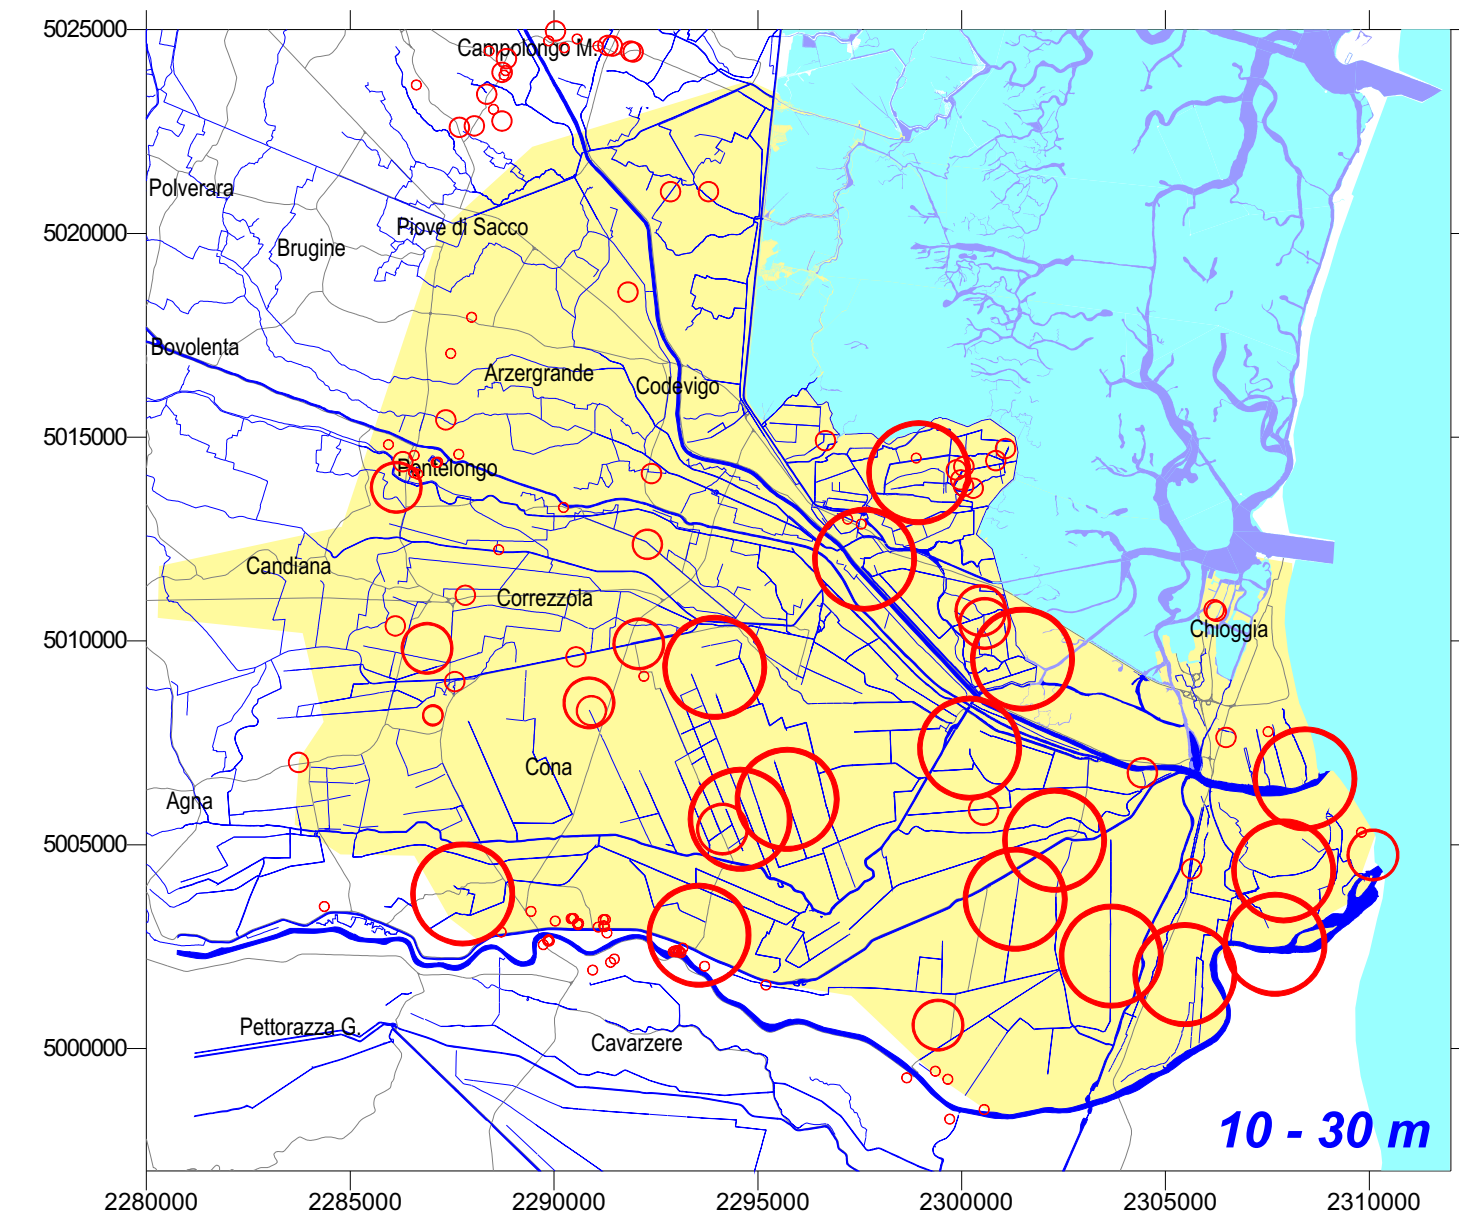 5025000
Campolongo M.
Polverara
5020000
Piove di Sacco
Brugine
Bovolenta
Arzergrande
Codevigo
5015000
Pontelongo
Candiana
Correzzola
5010000
Chioggia
Cona
Agna
5005000
Pettorazza G.
Cavarzere
5000000
10 - 30 m
2280000 2285000 2290000 2295000 2300000 2305000 2310000